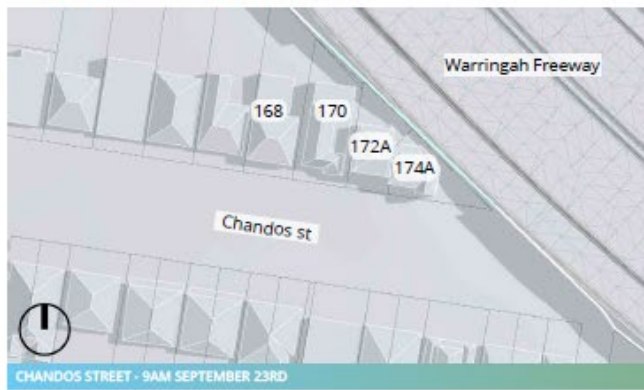 Warringah Freeway
168
170
172A
174A
Chandos st
CHANDOS STREET - 9AM SEPTEMBER 23RD